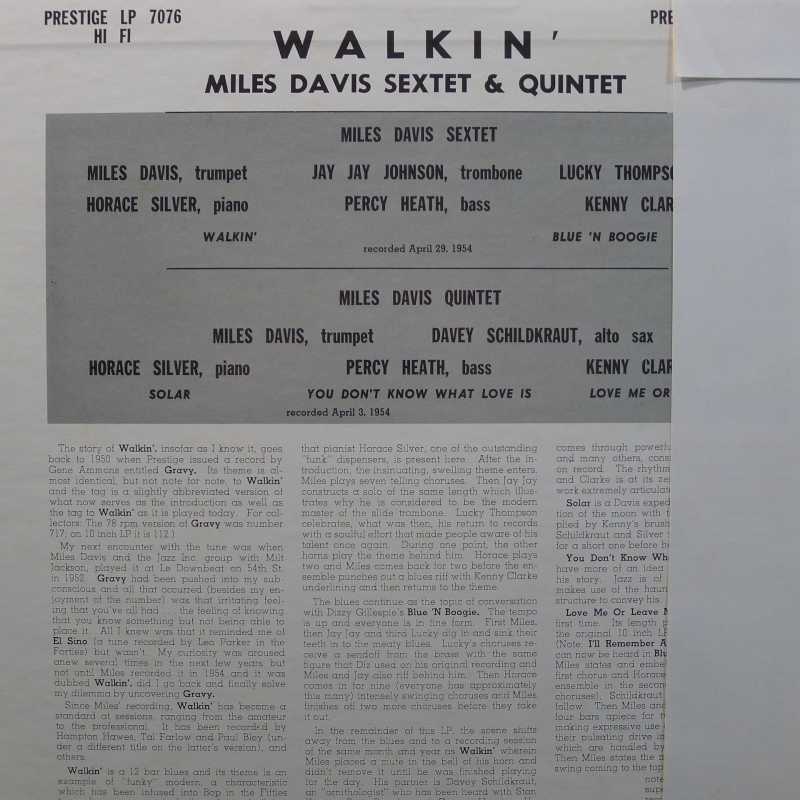 PRESTIGE LP 7076
HI FI
PRE
WALKIN'
MILES DAVIS SEXTET & QUINTET
MILES DAVIS SEXTET
MILES DAVIS, trumpet JAY JAY JOHNSON, trombone LUCKY THOMPSO
HORACE SILVER, piano PERCY HEATH, bass KENNY CLAR
WALKIN' BLUE 'N BOOGIE
recorded April 29, 1954
MILES DAVIS QUINTET
MILES DAVIS, trumpet DAVEY SCHILDKRAUT, alto sax
HORACE SILVER, piano PERCY HEATH, bass KENNY CLAR
SOLAR YOU DON'T KNOW WHAT LOVE IS LOVE ME OR
recorded April 3, 1954
The story of Walkin', insofar as I know it, goes
back to 1950 when Prestige issued a record by
Gene Ammons entitled Gravy. Its theme is al-
most identical, but not note for note, to Walkin'
and the tag is a slightly abbreviated version of
what now serves as the introduction as well as
the tag to Walkin' as it is played today. For col-
lectors: The 78 rpm version of Gravy was number
717; on 10 inch LP it is 112.)
My next encounter with the tune was when
Miles Davis and the Jazz Inc. group with Milt
Jackson, played it at Le Downbeat on 54th St.
in 1952. Gravy had been pushed into my sub-
conscious and all that occurred (besides my en-
joyment of the number) was that irritating feel-
ing that you've all had . . . the feeling of knowing
that you know something but not being able to
place it. All I knew was that it reminded me of
El Sino (a tune recorded by Leo Parker in the
Forties) but wasn't. My curiosity was aroused
anew several times in the next few years but
not until Miles recorded it in 1954 and it was
dubbed Walkin', did I go back and finally solve
my dilemma by uncovering Gravy.
Since Miles' recording, Walkin' has become a
standard at sessions, ranging from the amateur
to the professional. It has been recorded by
Hampton Hawes, Tal Farlow and Paul Bley (un-
der a different title on the latter's version), and
others.
Walkin' is a 12 bar blues and its theme is an
example of "funky" modern, a characteristic
which has been infused into Bop in the Fifties
that pianist Horace Silver, one of the outstanding
"funk" dispensers, is present here. After the in-
troduction, the insinuating, swelling theme enters.
Miles plays seven telling choruses. Then Jay Jay
constructs a solo of the same length which illus-
trates why he is considered to be the modern
master of the slide trombone. Lucky Thompson
celebrates, what was then, his return to records
with a soulful effort that made people aware of his
talent once again. During one point, the other
horns play the theme behind him. Horace plays
two and Miles comes back for two before the en-
semble punches out a blues riff with Kenny Clarke
underlining and then returns to the theme.
The blues continue as the topic of conversation
with Dizzy Gillespie's Blue 'N Boogie. The tempo
is up and everyone is in fine form. First Miles,
then Jay Jay and third Lucky dig in and sink their
teeth in to the meaty blues. Lucky's choruses re-
ceive a sendoff from the brass with the same
figure that Diz used on his original recording and
Miles and Jay also riff behind him. Then Horace
comes in for nine (everyone has approximately
this many) intensely swinging choruses and Miles
finishes off two more choruses before they take
it out.
In the remainder of this LP, the scene shifts
away from the blues and to a recording session
of the same month and year as Walkin' wherein
Miles placed a mute in the bell of his horn and
didn't remove it until he was finished playing
for the day. His partner is Davey Schildkraut,
an "ornithologist" who has been heard with Stan
comes through powerfu
and many others, cons
on record. The rhythm
and Clarke is at its ze
work extremely articulat
Solar is a Davis exped
tion of the moon with t
plied by Kenny's brush
Schildkraut and Silver
for a short one before h
You Don't Know Wh
have more of an idea
his story. Jazz is of
makes use of the haun
structure to convey his
Love Me Or Leave M
first time. Its length p
the original 10 inch LP
(Note: I'll Remember A
can now be heard in Blu
Miles states and embe
first chorus and Horace
ensemble in the secon
choruses), Schildkraut
follow. Then Miles and
four bars apiece for t
making expressive use
their pulsating drive in
which are handled by
Then Miles states the a
swing coming to the top
note
supe